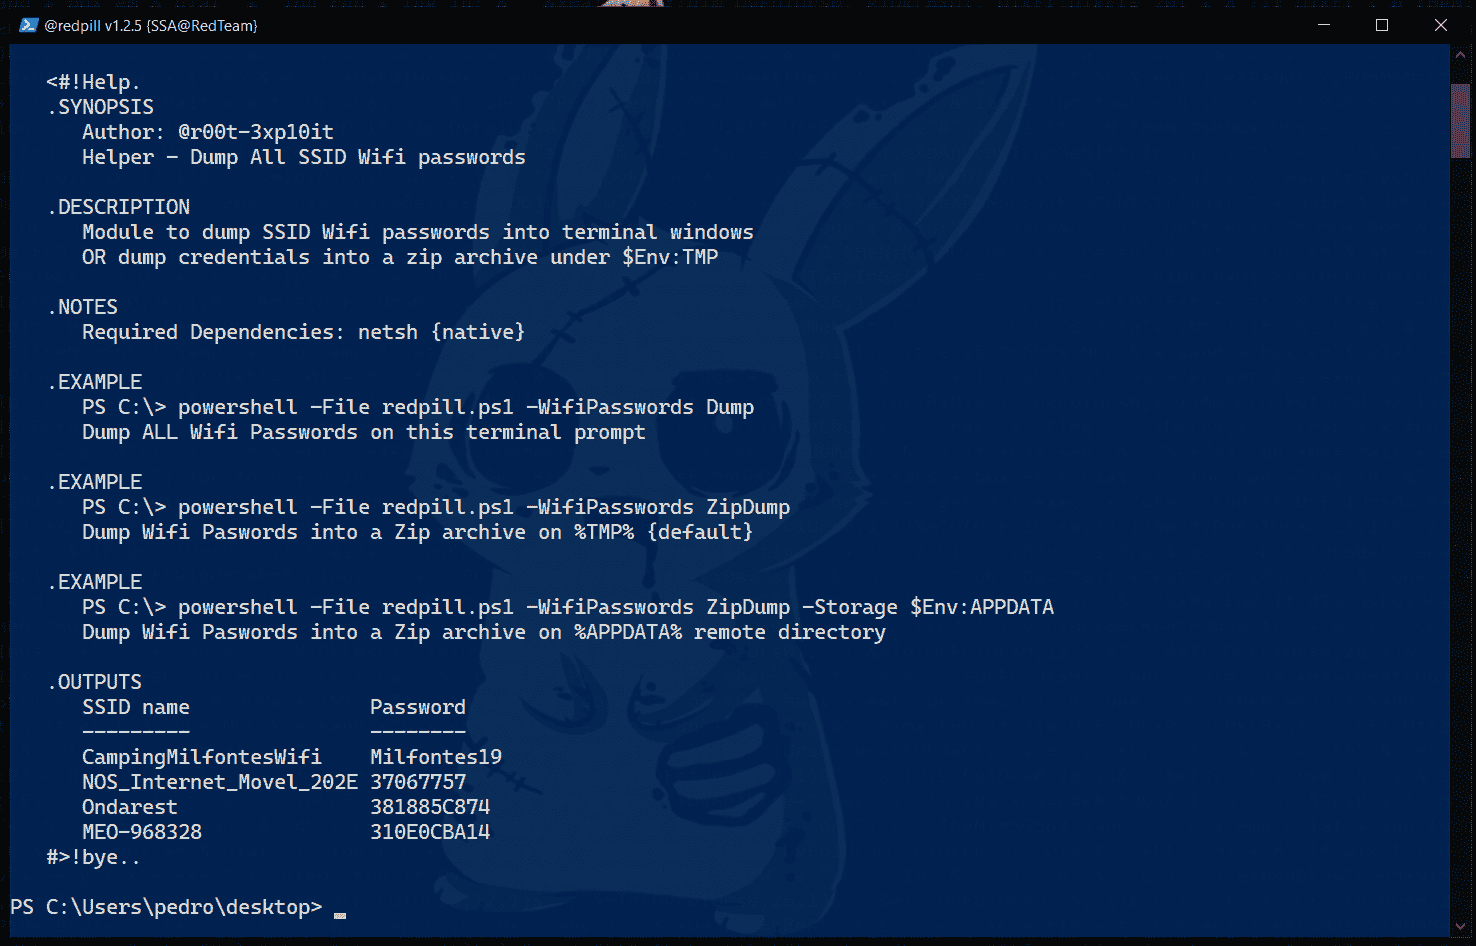 @redpill v1.2.5 {SSA@RedTeam}
<#!Help.
.SYNOPSIS
Author: @r00t-3xp10it
Helper - Dump All SSID Wifi passwords
.DESCRIPTION
Module to dump SSID Wifi passwords into terminal windows
OR dump credentials into a zip archive under $Env:TMP
.NOTES
Required Dependencies: netsh {native}
.EXAMPLE
PS C:\> powershell -File redpill.ps1 -WifiPasswords Dump
Dump ALL Wifi Passwords on this terminal prompt
.EXAMPLE
PS C:\> powershell -File redpill.ps1 -WifiPasswords ZipDump
Dump Wifi Paswords into a Zip archive on %TMP% {default}
.EXAMPLE
PS C:\> powershell -File redpill.ps1 -WifiPasswords ZipDump -Storage $Env:APPDATA
Dump Wifi Paswords into a Zip archive on %APPDATA% remote directory
.OUTPUTS
SSID name Password
--------- --------
CampingMilfontesWifi Milfontes19
NOS_Internet_Movel_202E 37067757
Ondarest 381885C874
MEO-968328 310E0CBA14
#>!bye..
PS C:\Users\pedro\desktop>